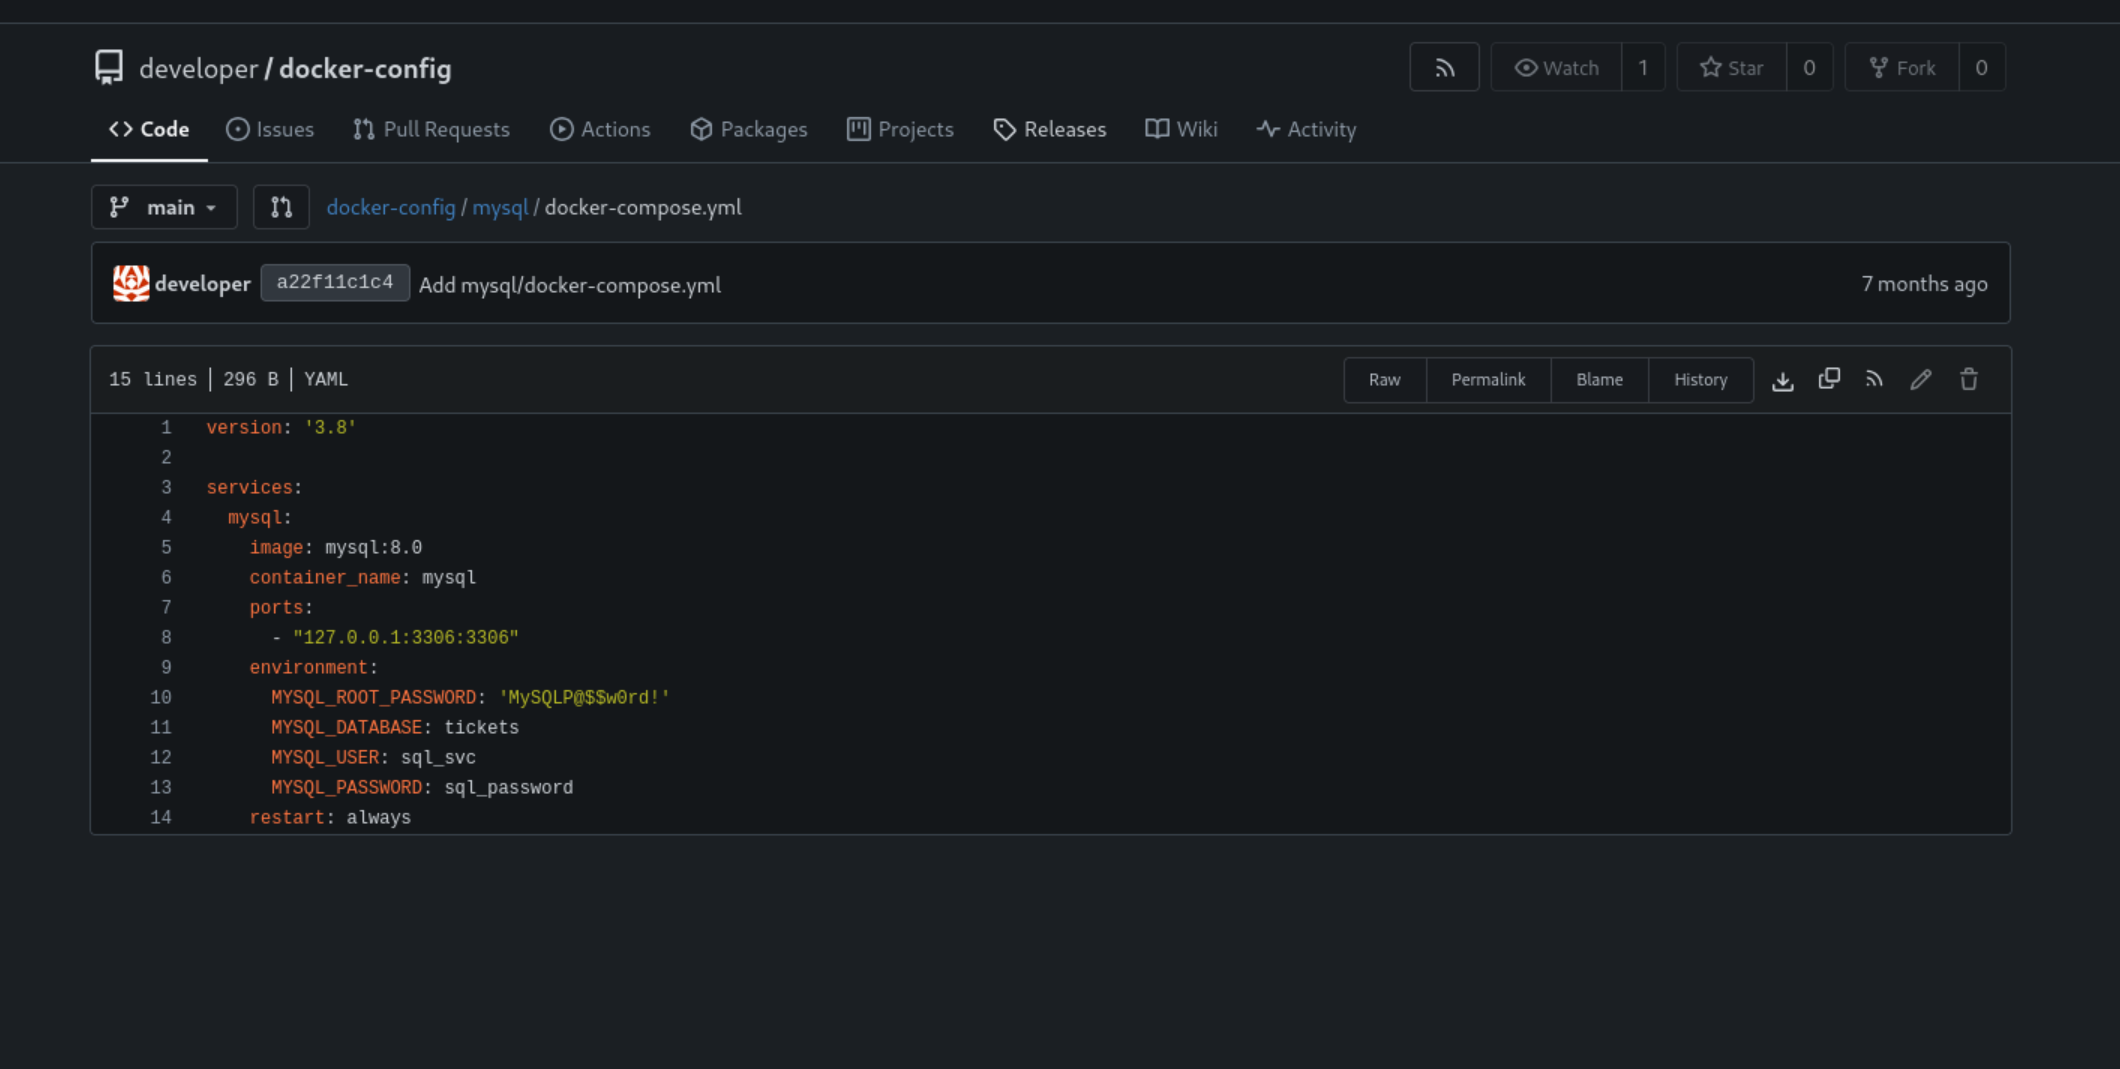 developer / docker-config
Watch 1 Star 0 Fork 0
Code Issues Pull Requests Actions Packages Projects Releases Wiki Activity
main docker-config / mysql / docker-compose.yml
developer a22f11c1c4 Add mysql/docker-compose.yml 7 months ago
15 lines | 296 B | YAML Raw Permalink Blame History
1 version: '3.8'
2
3 services:
4   mysql:
5     image: mysql:8.0
6     container_name: mysql
7     ports:
8       - "127.0.0.1:3306:3306"
9     environment:
10       MYSQL_ROOT_PASSWORD: 'MySQLP@$$w0rd!'
11       MYSQL_DATABASE: tickets
12       MYSQL_USER: sql_svc
13       MYSQL_PASSWORD: sql_password
14     restart: always